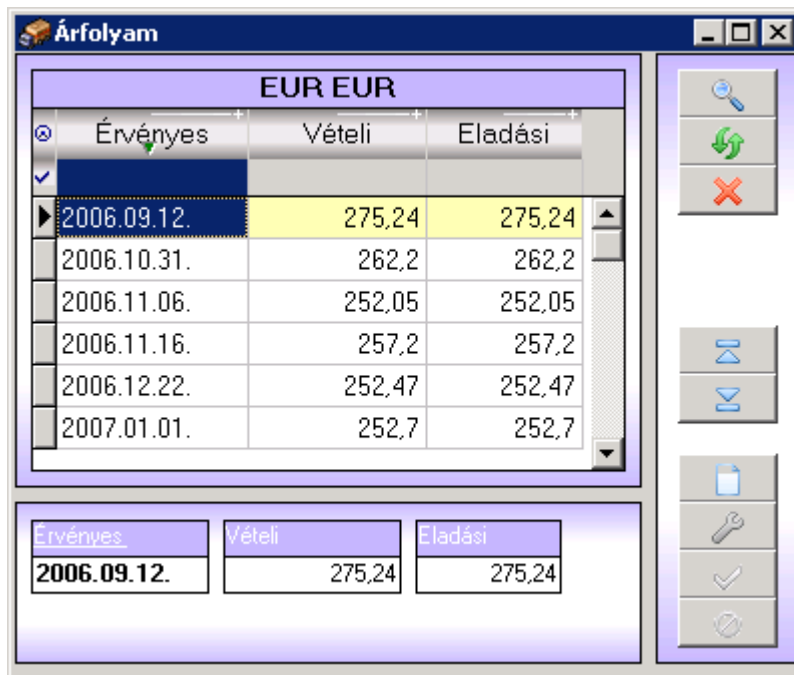 Árfolyam
EUR EUR
Érvényes Vételi Eladási
2006.09.12. 275,24 275,24
2006.10.31. 262,2 262,2
2006.11.06. 252,05 252,05
2006.11.16. 257,2 257,2
2006.12.22. 252,47 252,47
2007.01.01. 252,7 252,7
Érvényes Vételi Eladási
2006.09.12. 275,24 275,24